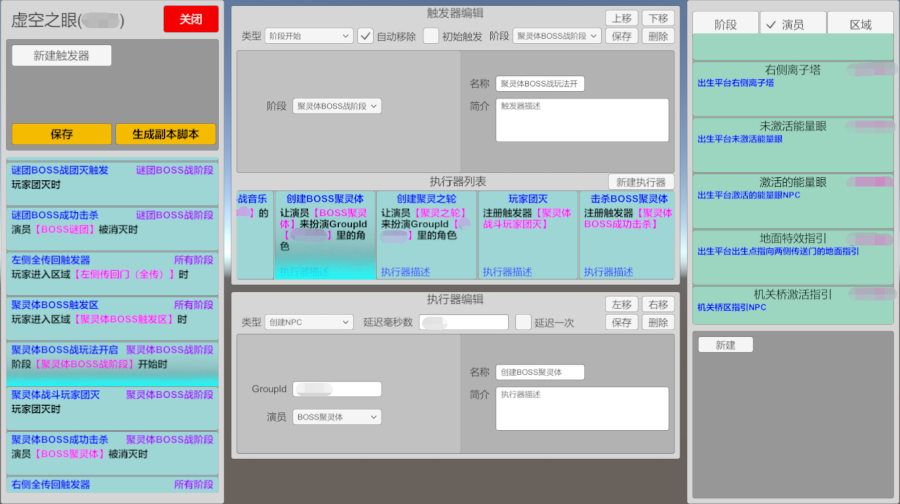 虚空之眼( )
关闭
新建触发器
保存
生成副本脚本
谜团BOSS战团灭触发 谜团BOSS战阶段
玩家团灭时
谜团BOSS成功击杀 谜团BOSS战阶段
演员【BOSS谜团】被消灭时
左侧全传回触发器 所有阶段
玩家进入区域【左侧传回门（全传）】时
聚灵体BOSS触发区 所有阶段
玩家进入区域【聚灵体BOSS触发区】时
聚灵体BOSS战玩法开启 聚灵体BOSS战阶段
阶段【聚灵体BOSS战阶段】开始时
聚灵体战斗玩家团灭 聚灵体BOSS战阶段
玩家团灭时
聚灵体BOSS成功击杀 聚灵体BOSS战阶段
演员【BOSS聚灵体】被消灭时
右侧全传回触发器 所有阶段
触发器编辑
上移 下移
类型 阶段开始 自动移除 初始触发 阶段 聚灵体BOSS战阶段 保存 删除
阶段 聚灵体BOSS战阶段
名称 聚灵体BOSS战玩法开
简介 触发器描述
执行器列表
新建执行器
战音乐
】的
创建BOSS聚灵体
让演员【BOSS聚灵
体】来扮演GroupId
【 】里的角
色
执行器描述
创建聚灵之轮
让演员【聚灵之轮】
来扮演GroupId【
】里的角色
执行器描述
玩家团灭
注册触发器【聚灵体
战斗玩家团灭】
执行器描述
击杀BOSS聚灵体
注册触发器【聚灵体
BOSS成功击杀】
执行器描述
执行器编辑
左移 右移
类型 创建NPC 延迟毫秒数 延迟一次 保存 删除
GroupId
演员 BOSS聚灵体
名称 创建BOSS聚灵体
简介 执行器描述
阶段 演员 区域
右侧离子塔
出生平台右侧离子塔
未激活能量眼
出生平台未激活能量眼
激活的能量眼
出生平台激活的能量眼NPC
地面特效指引
出生平台出生点指向两侧传送门的地面指引
机关桥激活指引
机关桥区指引NPC
新建